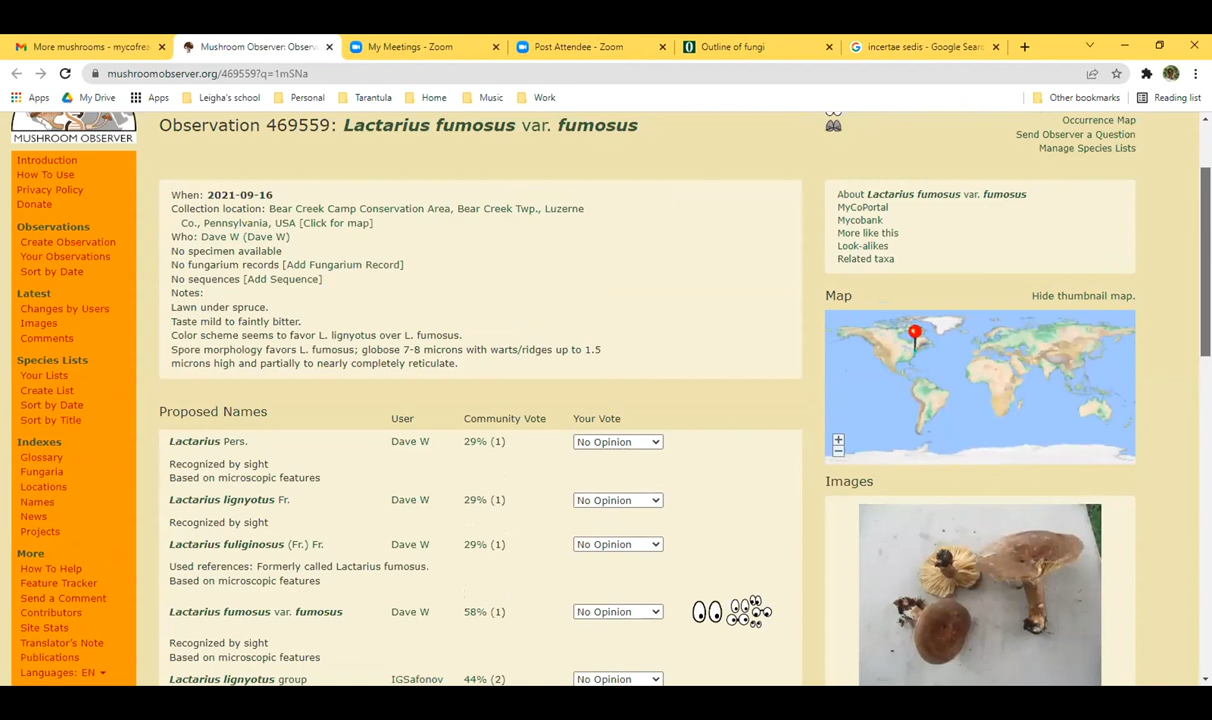 More mushrooms - mycofrea
Mushroom Observer: Observa
My Meetings - Zoom
Post Attendee - Zoom
Outline of fungi
incertae sedis - Google Searc
mushroomobserver.org/469559?q=1mSNa
Apps
My Drive
Apps
Leigha's school
Personal
Tarantula
Home
Music
Work
Other bookmarks
Reading list
MUSHROOM OBSERVER
Introduction
How To Use
Privacy Policy
Donate
Observations
Create Observation
Your Observations
Sort by Date
Latest
Changes by Users
Images
Comments
Species Lists
Your Lists
Create List
Sort by Date
Sort by Title
Indexes
Glossary
Fungaria
Locations
Names
News
Projects
More
How To Help
Feature Tracker
Send a Comment
Contributors
Site Stats
Translator's Note
Publications
Languages: EN
Observation 469559: Lactarius fumosus var. fumosus
When: 2021-09-16
Collection location: Bear Creek Camp Conservation Area, Bear Creek Twp., Luzerne
Co., Pennsylvania, USA [Click for map]
Who: Dave W (Dave W)
No specimen available
No fungarium records [Add Fungarium Record]
No sequences [Add Sequence]
Notes:
Lawn under spruce.
Taste mild to faintly bitter.
Color scheme seems to favor L. lignyotus over L. fumosus.
Spore morphology favors L. fumosus; globose 7-8 microns with warts/ridges up to 1.5
microns high and partially to nearly completely reticulate.
Proposed Names User Community Vote Your Vote
Lactarius Pers. Dave W 29% (1) No Opinion
Recognized by sight
Based on microscopic features
Lactarius lignyotus Fr. Dave W 29% (1) No Opinion
Recognized by sight
Lactarius fuliginosus (Fr.) Fr. Dave W 29% (1) No Opinion
Used references: Formerly called Lactarius fumosus.
Based on microscopic features
Lactarius fumosus var. fumosus Dave W 58% (1) No Opinion
Recognized by sight
Based on microscopic features
Lactarius lignyotus group IGSafonov 44% (2) No Opinion
Occurrence Map
Send Observer a Question
Manage Species Lists
About Lactarius fumosus var. fumosus
MyCoPortal
Mycobank
More like this
Look-alikes
Related taxa
Map Hide thumbnail map.
+
−
Images